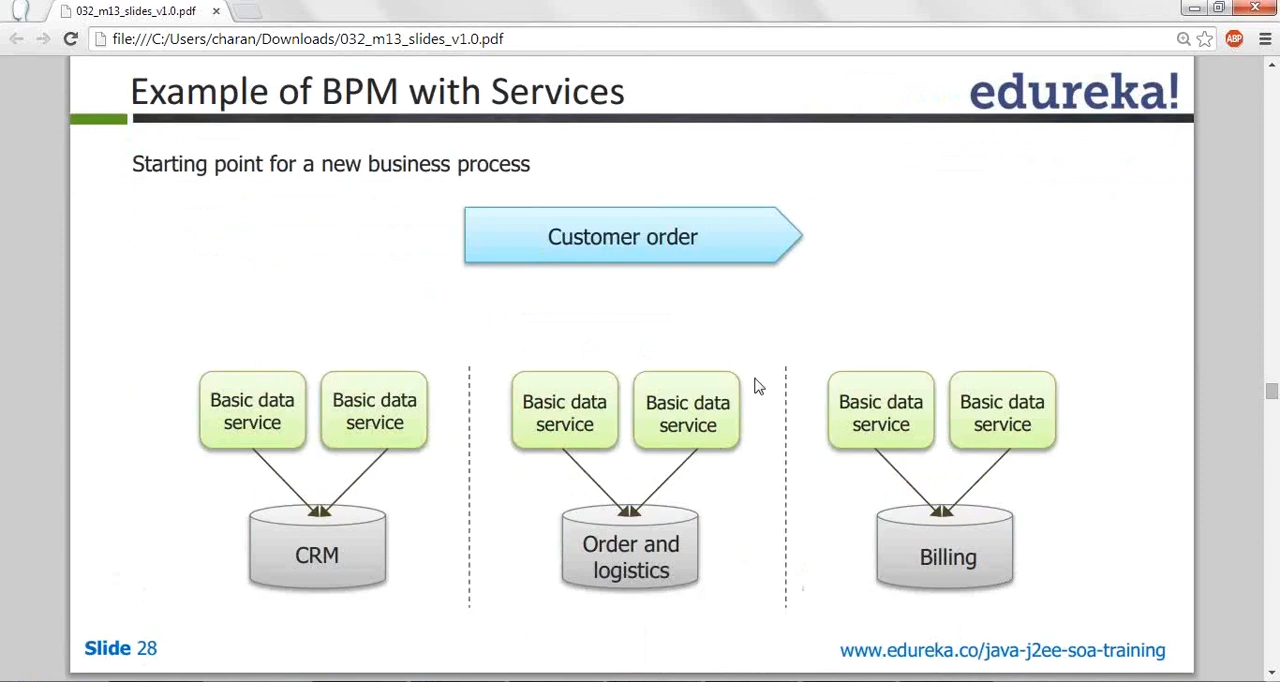 032_m13_slides_v1.0.pdf
file:///C:/Users/charan/Downloads/032_m13_slides_v1.0.pdf
ABP
Example of BPM with Services
edureka!
Starting point for a new business process
Customer order
Basic data
service
Basic data
service
Basic data
service
Basic data
service
Basic data
service
Basic data
service
CRM
Order and
logistics
Billing
Slide 28
www.edureka.co/java-j2ee-soa-training